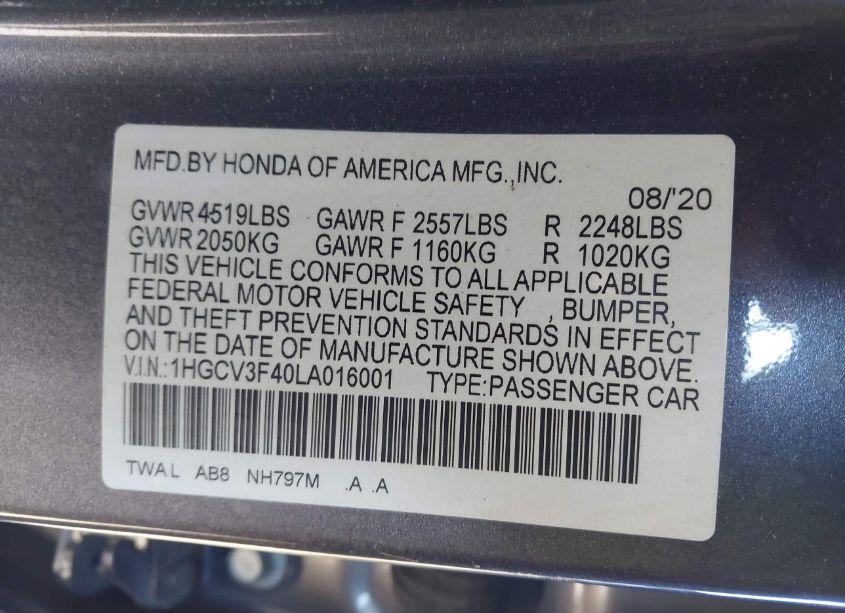 MFD.BY HONDA OF AMERICA MFG.,INC.
08/'20
GVWR 4519LBS GAWR F 2557LBS R 2248LBS
GVWR 2050KG GAWR F 1160KG R 1020KG
THIS VEHICLE CONFORMS TO ALL APPLICABLE
FEDERAL MOTOR VEHICLE SAFETY , BUMPER,
AND THEFT PREVENTION STANDARDS IN EFFECT
ON THE DATE OF MANUFACTURE SHOWN ABOVE.
V.I.N.:1HGCV3F40LA016001 TYPE:PASSENGER CAR
TWA L AB8 NH797M .A .A